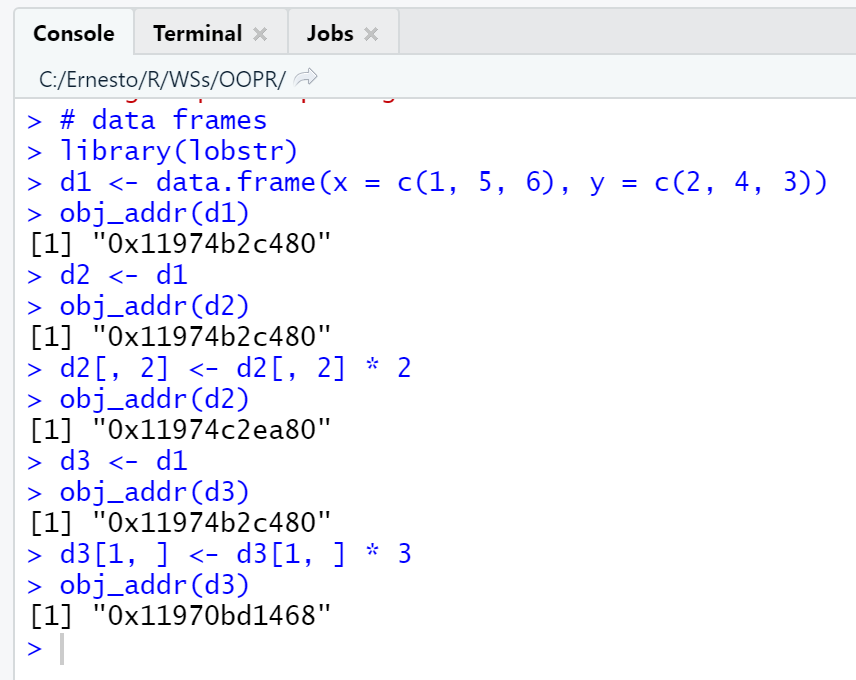 Console Terminal Jobs
C:/Ernesto/R/WSs/OOPR/
> # data frames
> library(lobstr)
> d1 <- data.frame(x = c(1, 5, 6), y = c(2, 4, 3))
> obj_addr(d1)
[1] "0x11974b2c480"
> d2 <- d1
> obj_addr(d2)
[1] "0x11974b2c480"
> d2[, 2] <- d2[, 2] * 2
> obj_addr(d2)
[1] "0x11974c2ea80"
> d3 <- d1
> obj_addr(d3)
[1] "0x11974b2c480"
> d3[1, ] <- d3[1, ] * 3
> obj_addr(d3)
[1] "0x11970bd1468"
>